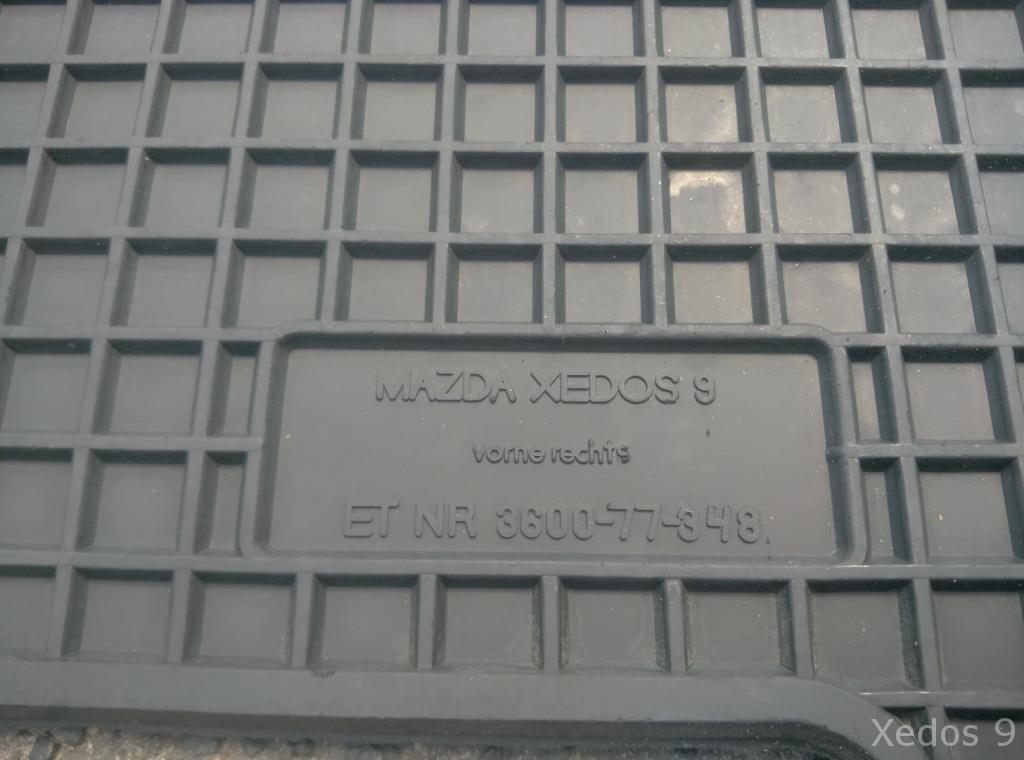 MAZDA XEDOS 9
vorne rechts
ET NR 3600-77-348
Xedos 9